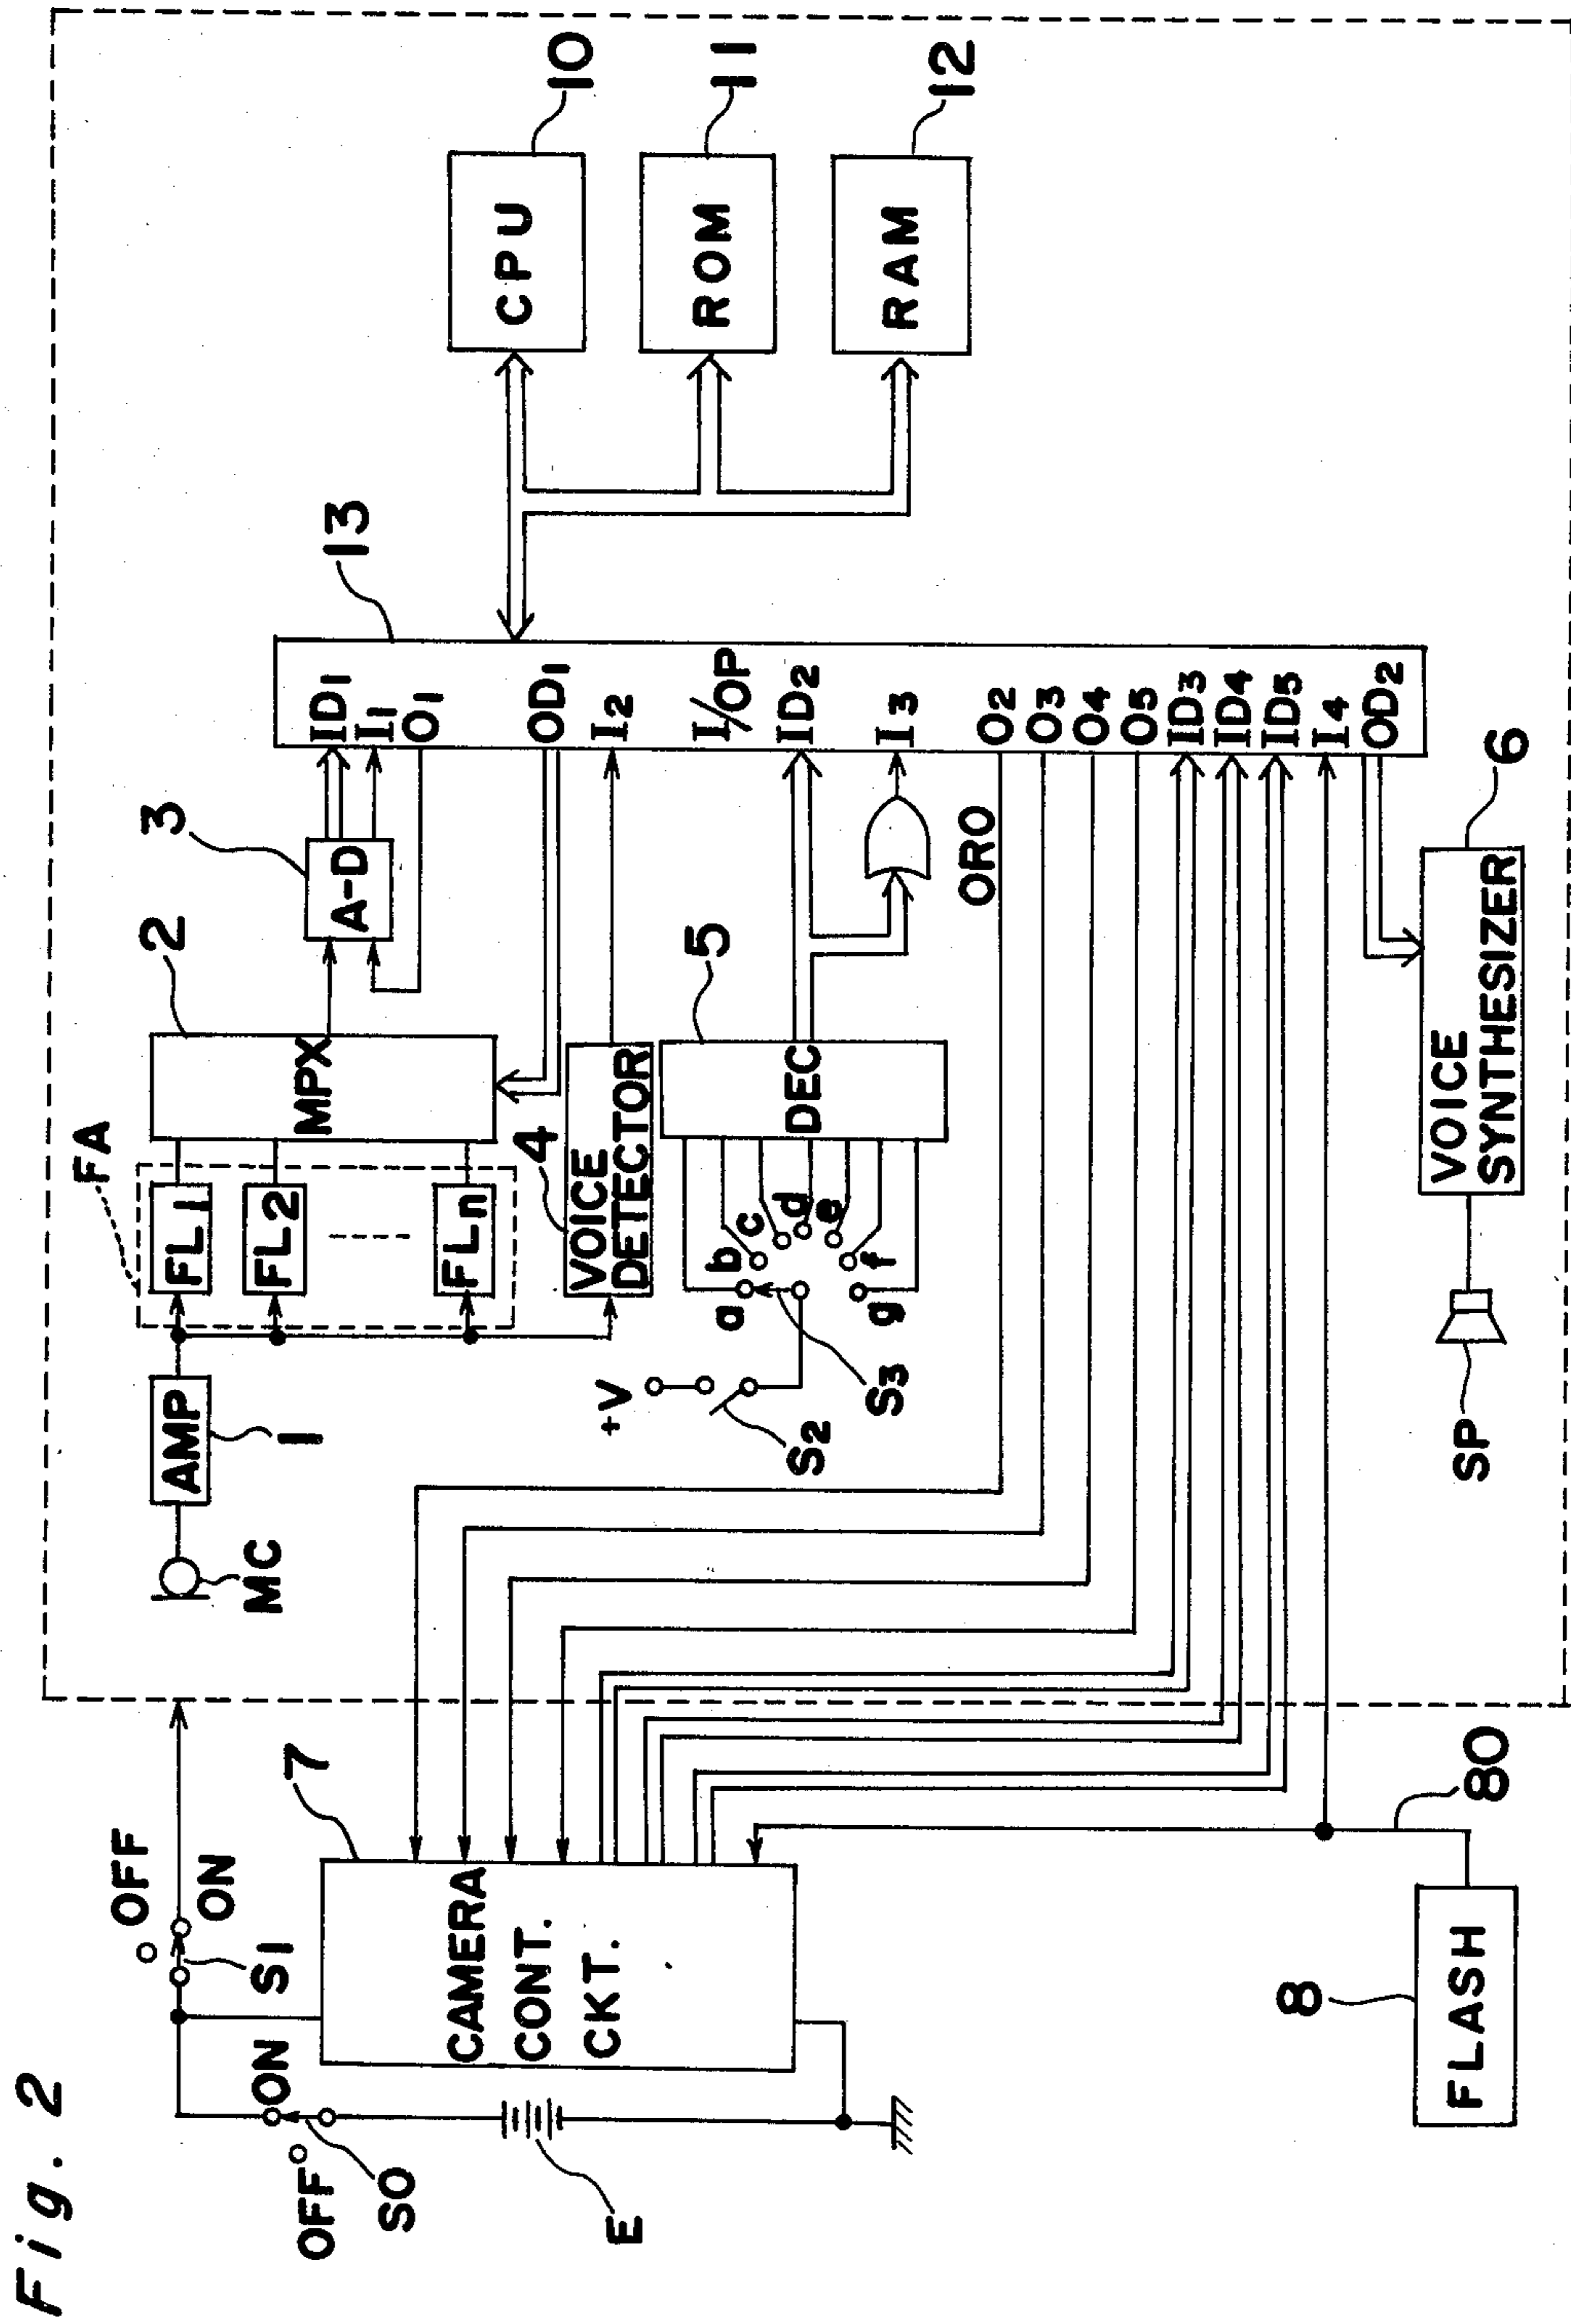 Fig. 2
OFF
ON
S0
E
OFF
ON
S1
7
CAMERA
CONT.
CKT.
8
FLASH
80
MC
AMP
1
FA
FL1
FL2
FLn
MPX
2
A-D
3
4
VOICE
DETECTOR
+V
S2
S3
a
b
c
d
e
f
g
DEC
5
ORO
13
ID1
I1
O1
OD1
I2
I/OP
ID2
I3
O2
O3
O4
O5
ID3
ID4
ID5
I4
OD2
6
VOICE
SYNTHESIZER
SP
CPU
10
ROM
11
RAM
12